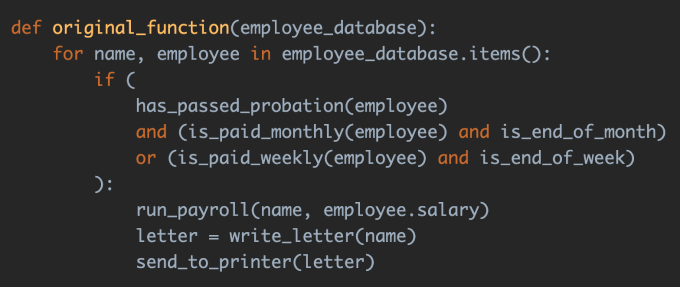 def original_function(employee_database):
    for name, employee in employee_database.items():
        if (
            has_passed_probation(employee)
            and (is_paid_monthly(employee) and is_end_of_month)
            or (is_paid_weekly(employee) and is_end_of_week)
        ):
            run_payroll(name, employee.salary)
            letter = write_letter(name)
            send_to_printer(letter)